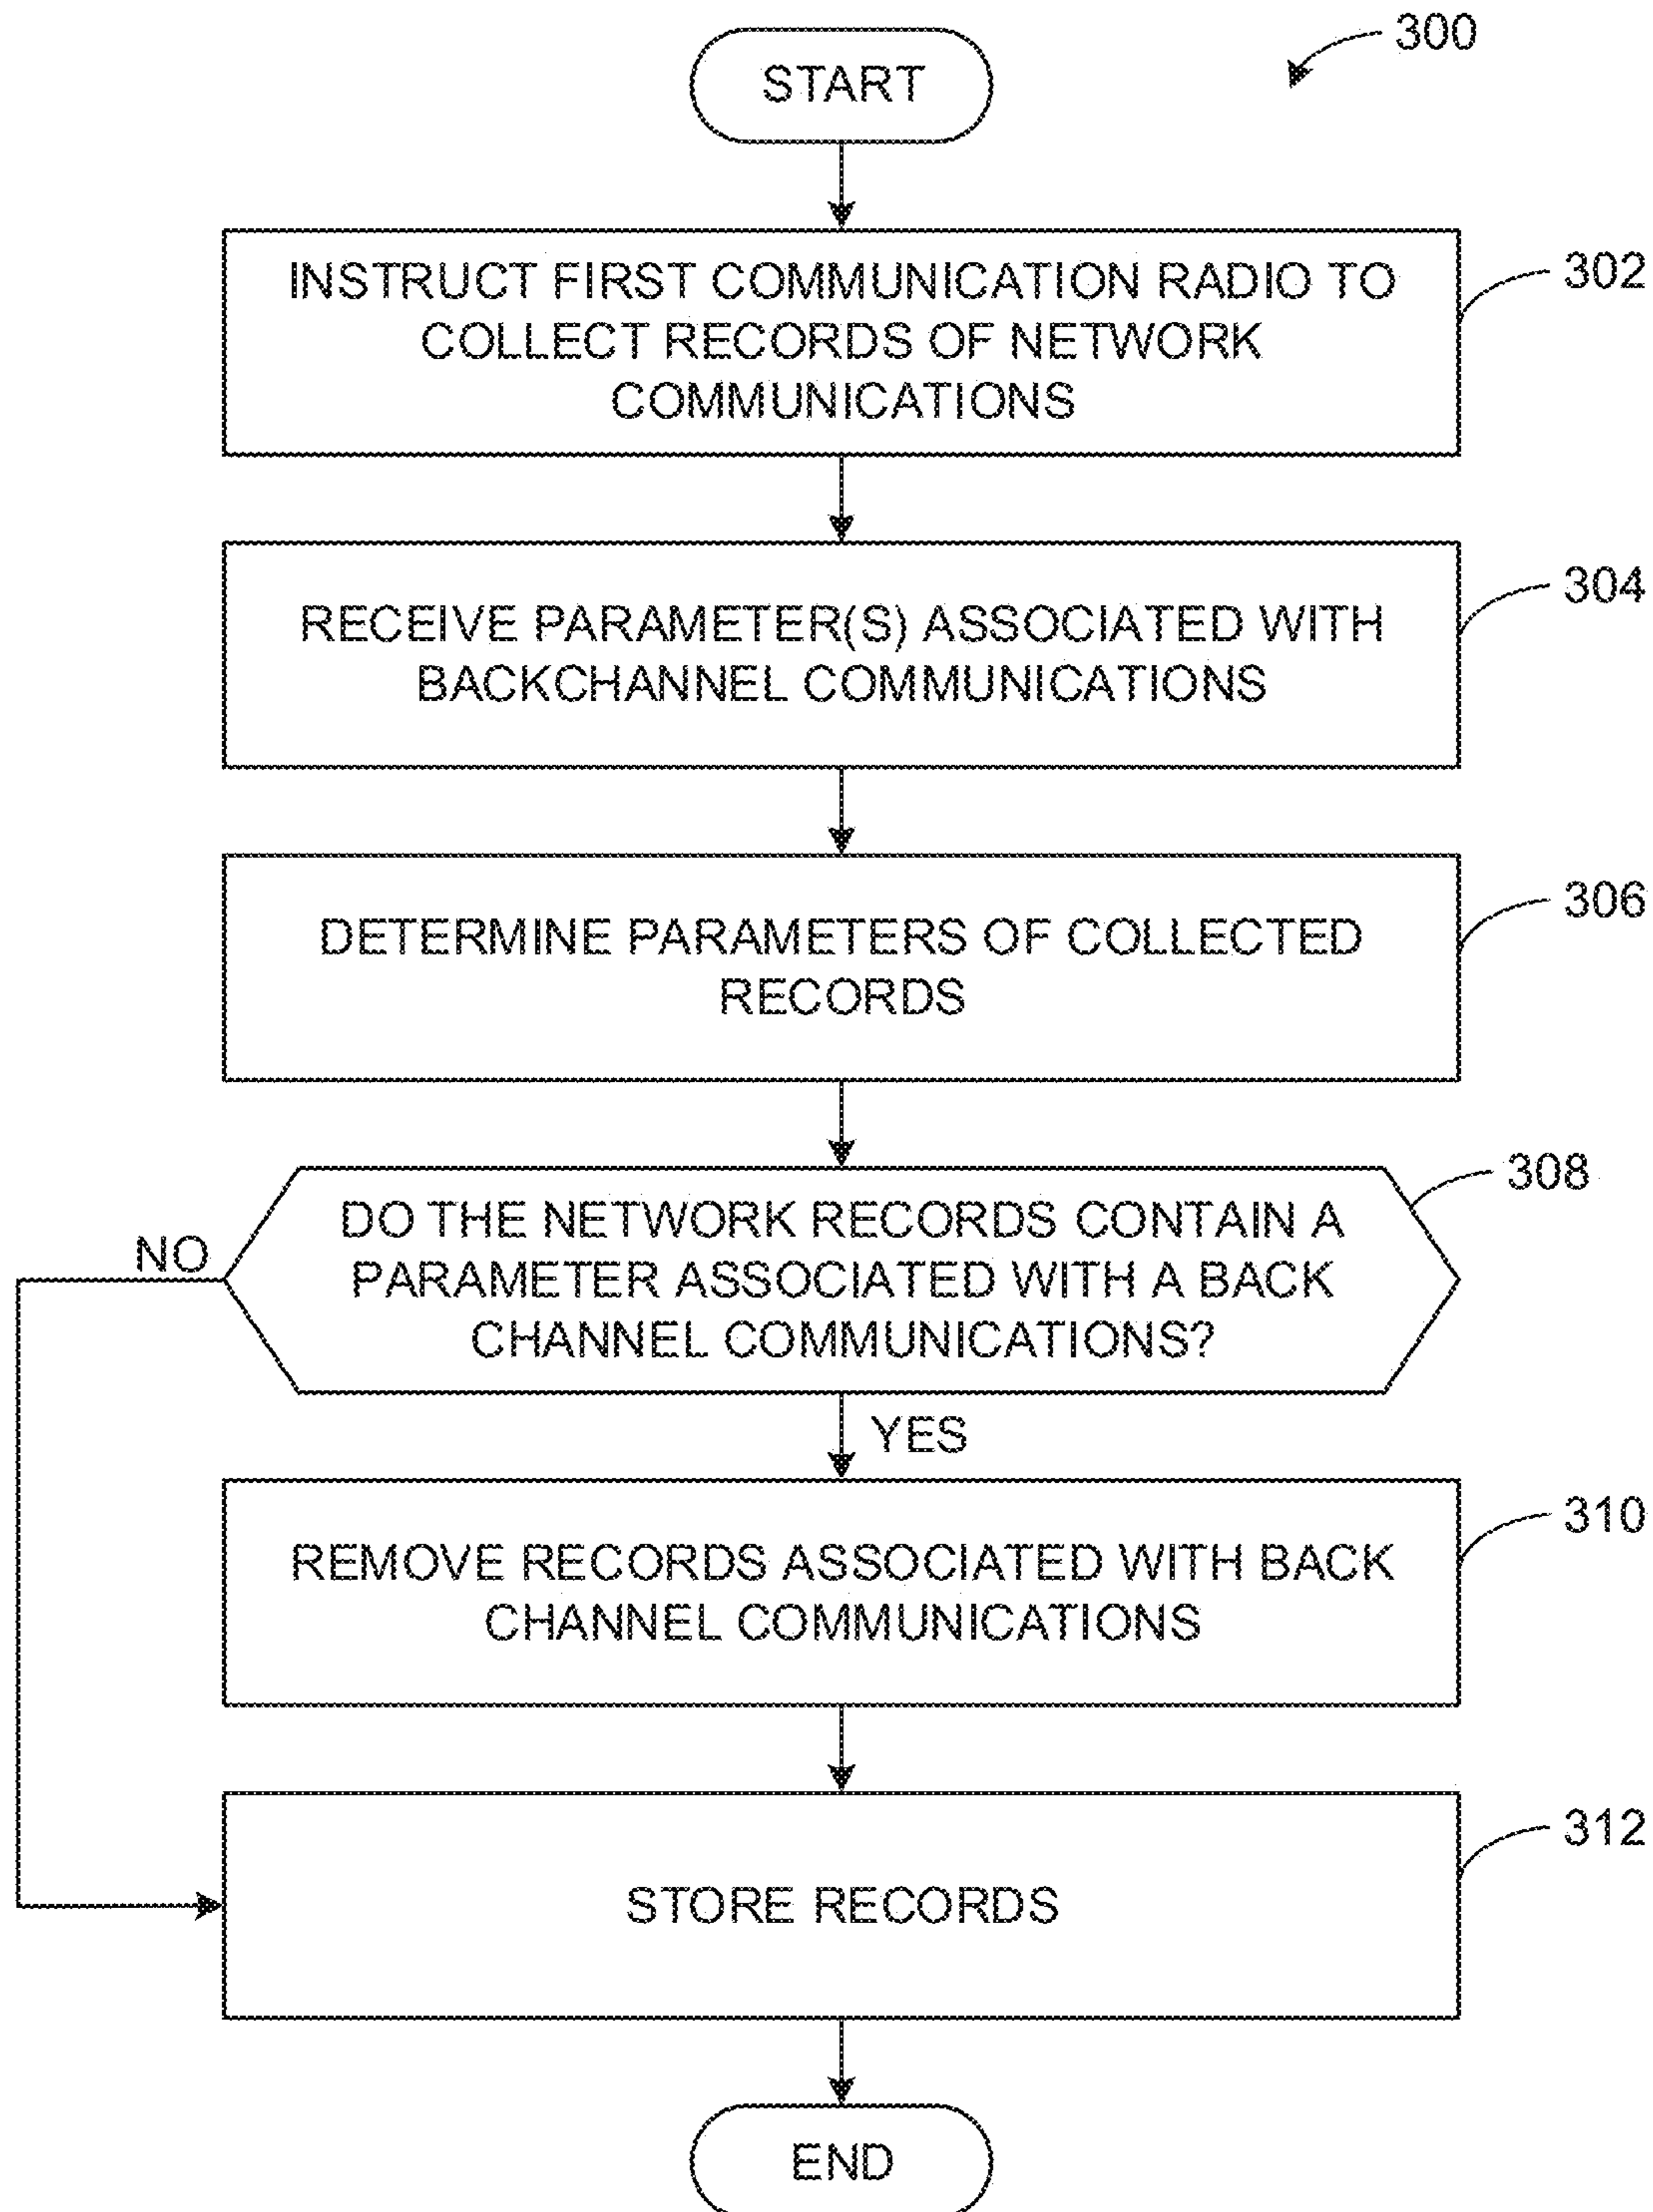 300
START
INSTRUCT FIRST COMMUNICATION RADIO TO
COLLECT RECORDS OF NETWORK
COMMUNICATIONS
302
RECEIVE PARAMETER(S) ASSOCIATED WITH
BACKCHANNEL COMMUNICATIONS
304
DETERMINE PARAMETERS OF COLLECTED
RECORDS
306
DO THE NETWORK RECORDS CONTAIN A
PARAMETER ASSOCIATED WITH A BACK
CHANNEL COMMUNICATIONS?
308
NO
YES
REMOVE RECORDS ASSOCIATED WITH BACK
CHANNEL COMMUNICATIONS
310
STORE RECORDS
312
END